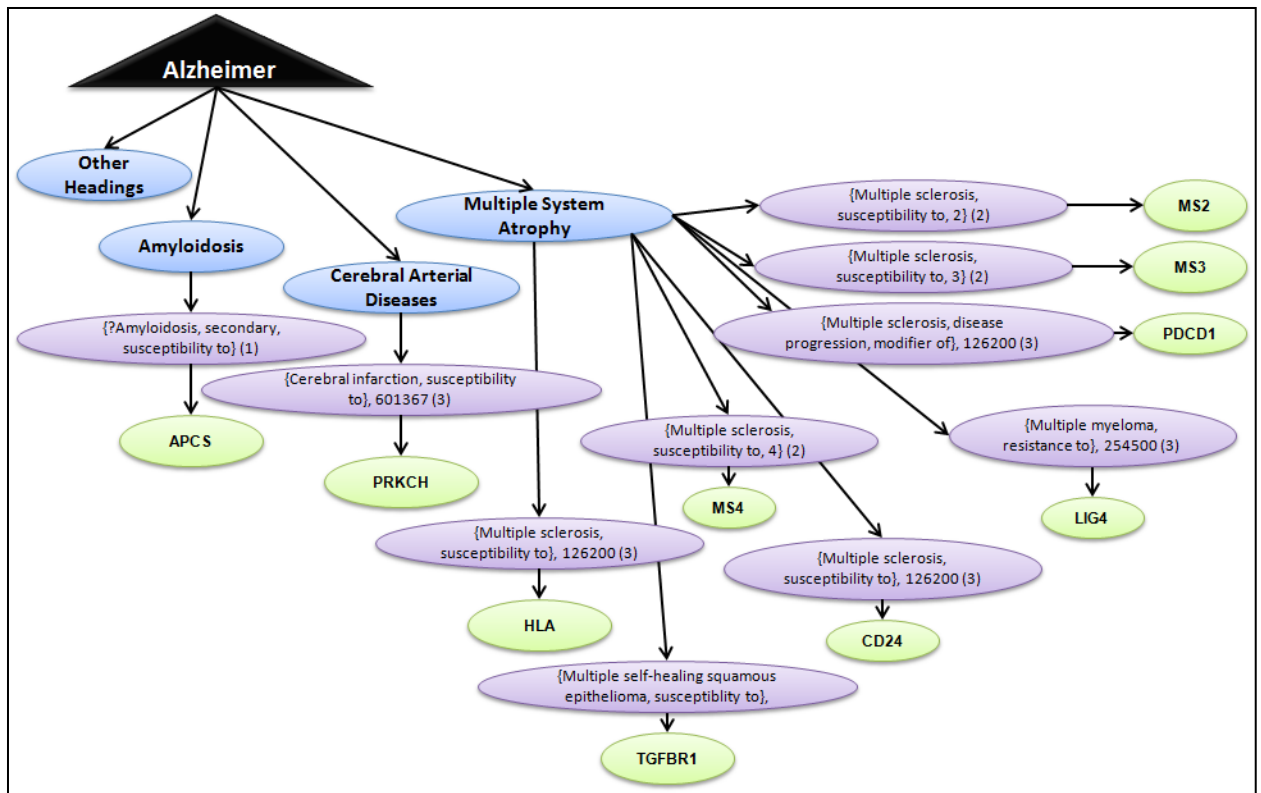 Alzheimer
Other
Headings
Amyloidosis
{?Amyloidosis, secondary,
susceptibility to} (1)
APCS
Cerebral Arterial
Diseases
{Cerebral infarction, susceptibility
to}, 601367 (3)
PRKCH
Multiple System
Atrophy
{Multiple sclerosis,
susceptibility to, 2} (2)
MS2
{Multiple sclerosis,
susceptibility to, 3} (2)
MS3
{Multiple sclerosis, disease
progression, modifier of}, 126200 (3)
PDCD1
{Multiple myeloma,
resistance to}, 254500 (3)
LIG4
{Multiple sclerosis,
susceptibility to, 4} (2)
MS4
{Multiple sclerosis,
susceptibility to}, 126200 (3)
CD24
{Multiple sclerosis,
susceptibility to}, 126200 (3)
HLA
{Multiple self-healing squamous
epithelioma, susceptiblity to},
TGFBR1